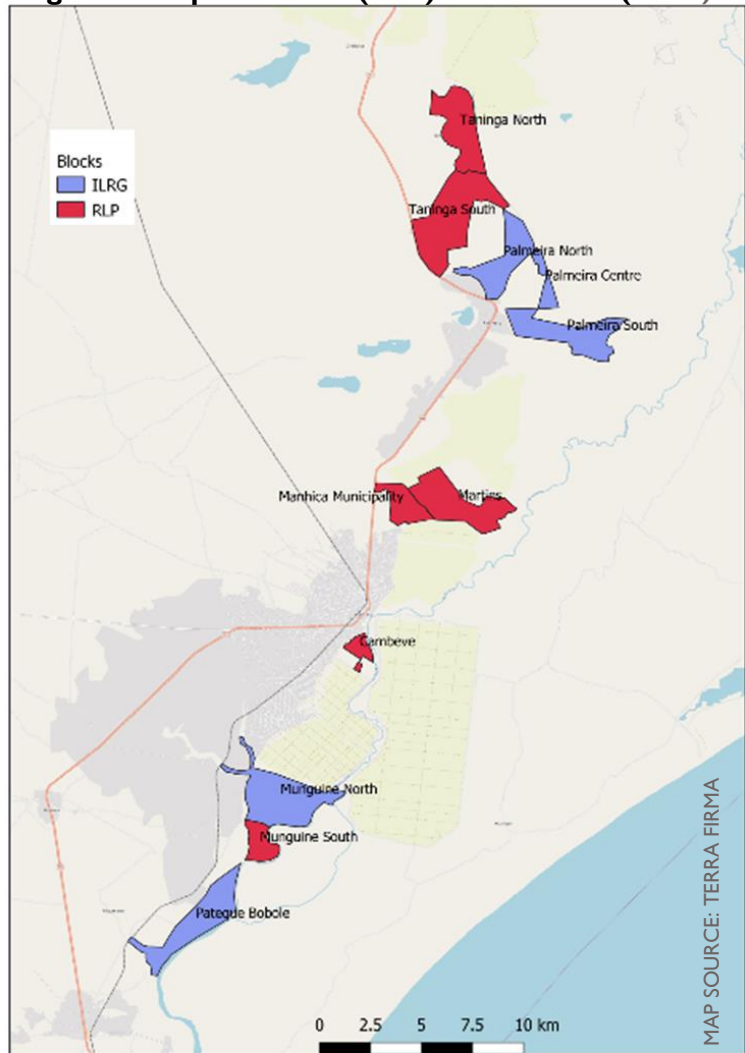 Blocks
ILRG
RLP
Taninga North
Taninga South
Palmeira North
Palmeira Centre
Palmeira South
Manhica Municipality
Martins
Cambeve
Munguine North
Munguine South
Pategue Bobole
0 2.5 5 7.5 10 km
MAP SOURCE: TERRA FIRMA